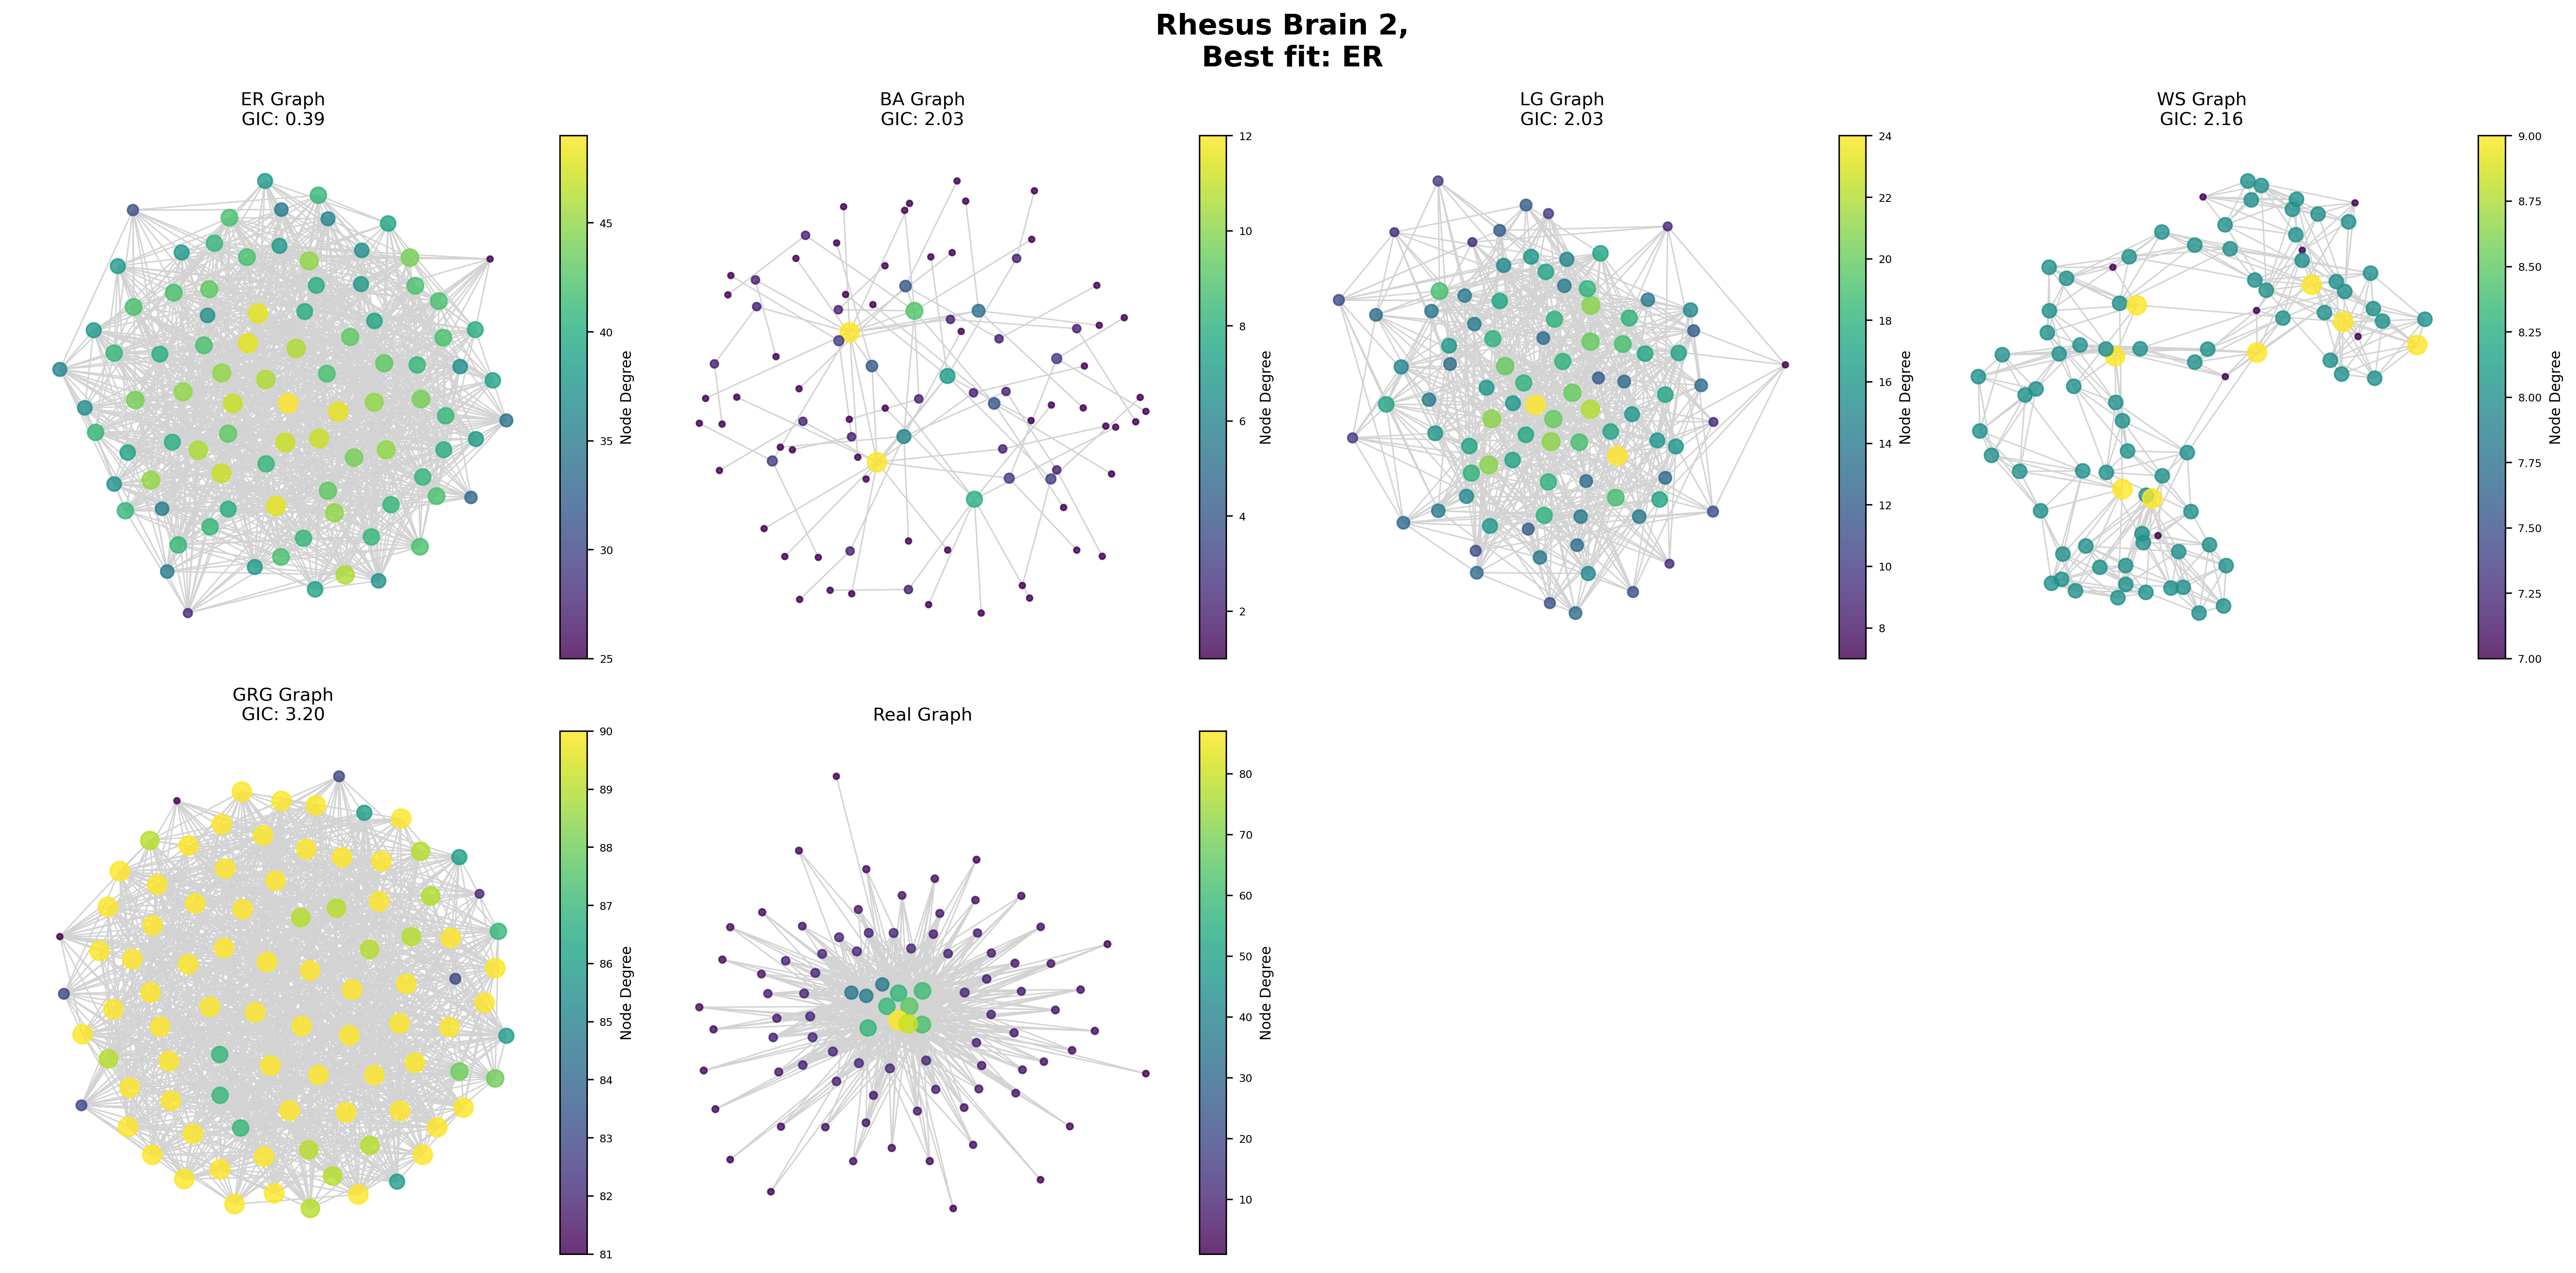 Rhesus Brain 2,
Best fit: ER
ER Graph
GIC: 0.39
45
40
35
30
25
Node Degree
BA Graph
GIC: 2.03
12
10
8
6
4
2
Node Degree
LG Graph
GIC: 2.03
24
22
20
18
16
14
12
10
8
Node Degree
WS Graph
GIC: 2.16
9.00
8.75
8.50
8.25
8.00
7.75
7.50
7.25
7.00
Node Degree
GRG Graph
GIC: 3.20
90
89
88
87
86
85
84
83
82
81
Node Degree
Real Graph
80
70
60
50
40
30
20
10
Node Degree